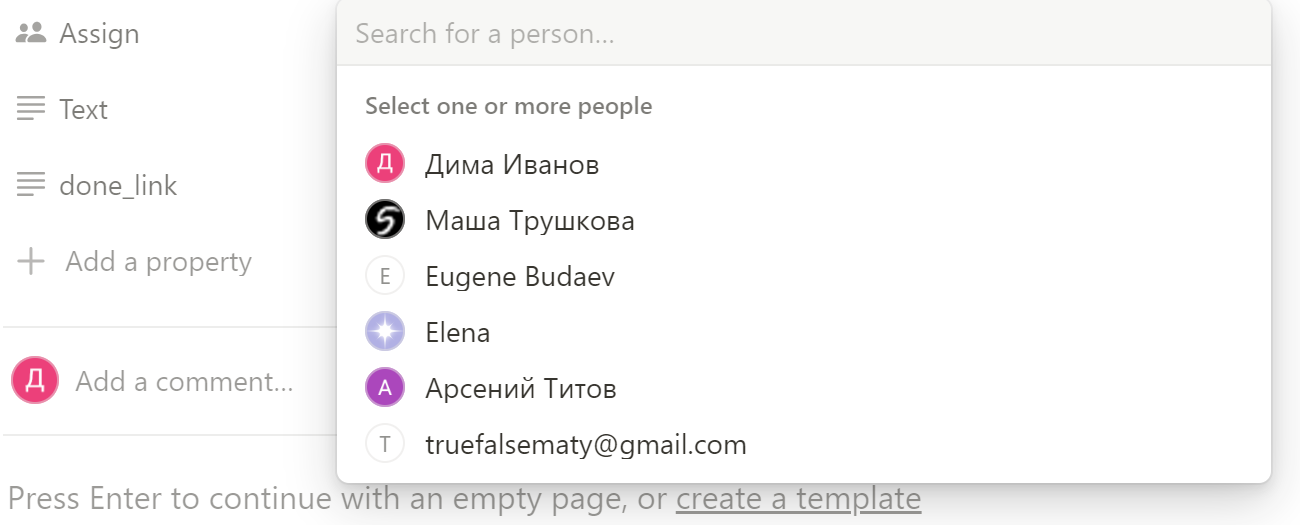 Assign
Search for a person...
Select one or more people
Text
Д Дима Иванов
done_link
Маша Трушкова
Add a property
E Eugene Budaev
Elena
Д Add a comment...
А Арсений Титов
T truefalsematy@gmail.com
Press Enter to continue with an empty page, or create a template